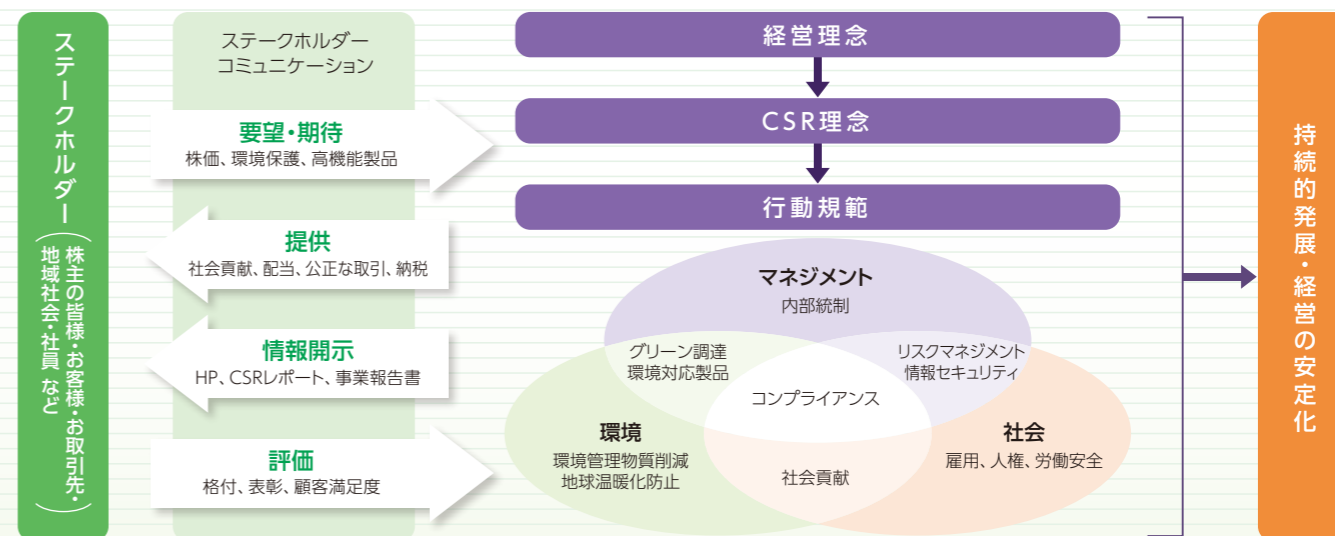 ステークホルダー
(株主の皆様・お客様・お取引先・
地域社会・社員 など)
ステークホルダー
コミュニケーション
要望・期待
株価、環境保護、高機能製品
提供
社会貢献、配当、公正な取引、納税
情報開示
HP、CSRレポート、事業報告書
評価
格付、表彰、顧客満足度
経営理念
CSR理念
行動規範
マネジメント
内部統制
グリーン調達
環境対応製品
リスクマネジメント
情報セキュリティ
コンプライアンス
環境
環境管理物質削減
地球温暖化防止
社会貢献
社会
雇用、人権、労働安全
持続的発展・経営の安定化